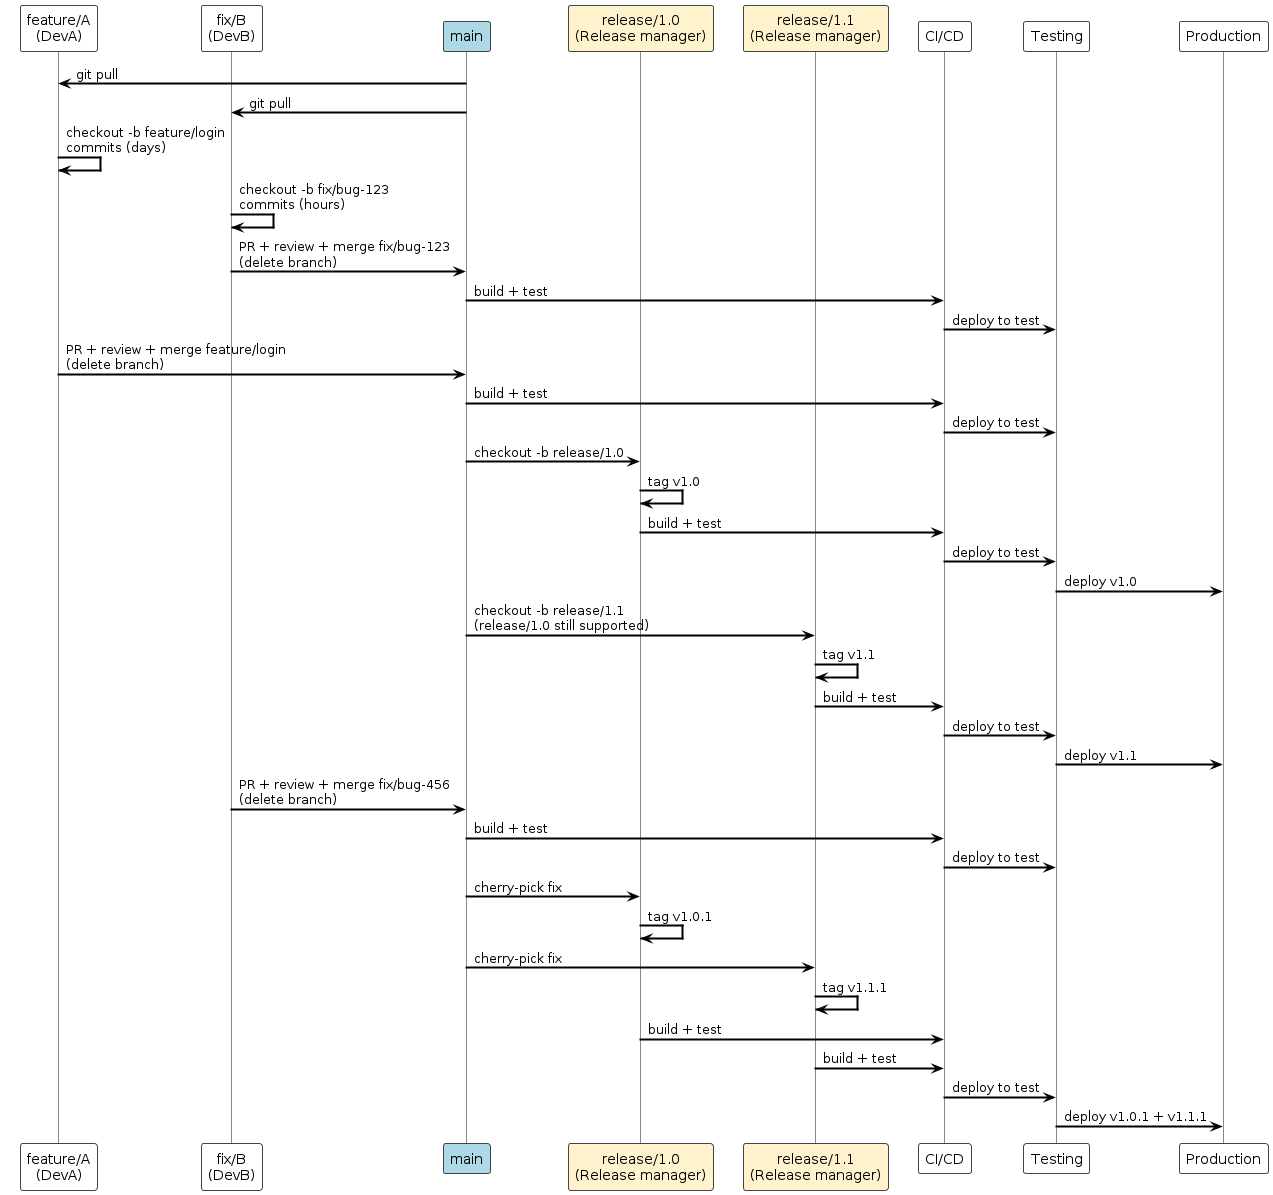 feature/A
(DevA)
fix/B
(DevB)
main
release/1.0
(Release manager)
release/1.1
(Release manager)
CI/CD
Testing
Production
git pull
git pull
checkout -b feature/login
commits (days)
checkout -b fix/bug-123
commits (hours)
PR + review + merge fix/bug-123
(delete branch)
build + test
deploy to test
PR + review + merge feature/login
(delete branch)
build + test
deploy to test
checkout -b release/1.0
tag v1.0
build + test
deploy to test
deploy v1.0
checkout -b release/1.1
(release/1.0 still supported)
tag v1.1
build + test
deploy to test
deploy v1.1
PR + review + merge fix/bug-456
(delete branch)
build + test
deploy to test
cherry-pick fix
tag v1.0.1
cherry-pick fix
tag v1.1.1
build + test
build + test
deploy to test
deploy v1.0.1 + v1.1.1
feature/A
(DevA)
fix/B
(DevB)
main
release/1.0
(Release manager)
release/1.1
(Release manager)
CI/CD
Testing
Production